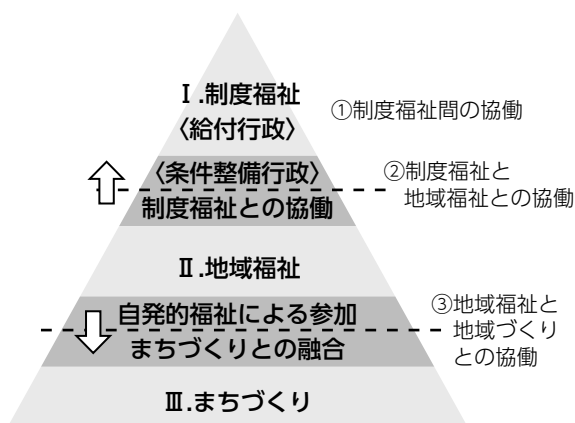 Ⅰ.制度福祉
〈給付行政〉
①制度福祉間の協働
〈条件整備行政〉
制度福祉との協働
②制度福祉と
地域福祉との協働
Ⅱ.地域福祉
自発的福祉による参加
まちづくりとの融合
③地域福祉と
地域づくり
との協働
Ⅲ.まちづくり